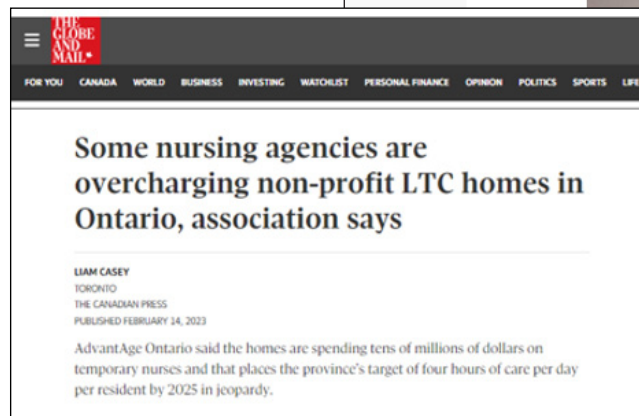 THE
GLOBE
AND
MAIL
FOR YOU CANADA WORLD BUSINESS INVESTING WATCHLIST PERSONAL FINANCE OPINION POLITICS SPORTS LIFE
Some nursing agencies are
overcharging non-profit LTC homes in
Ontario, association says
LIAM CASEY
TORONTO
THE CANADIAN PRESS
PUBLISHED FEBRUARY 14, 2023
AdvantAge Ontario said the homes are spending tens of millions of dollars on
temporary nurses and that places the province's target of four hours of care per day
per resident by 2025 in jeopardy.